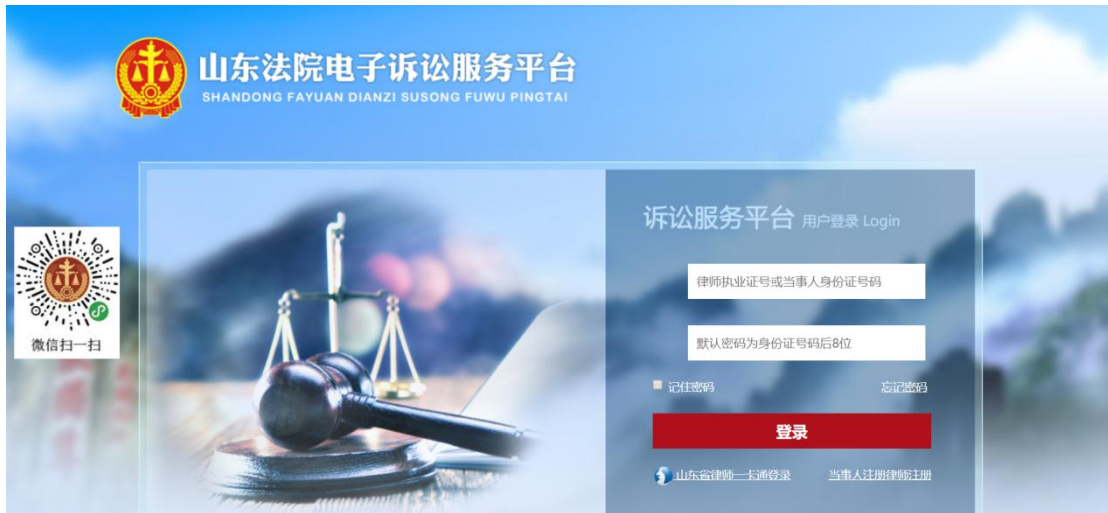 山东法院电子诉讼服务平台
SHANDONG FAYUAN DIANZI SUSONG FUWU PINGTAI
诉讼服务平台 用户登录 Login
律师执业证号或当事人身份证号码
微信扫一扫
默认密码为身份证号码后8位
记住密码 忘记密码
登录
山东省律师一卡通登录 当事人注册律师注册